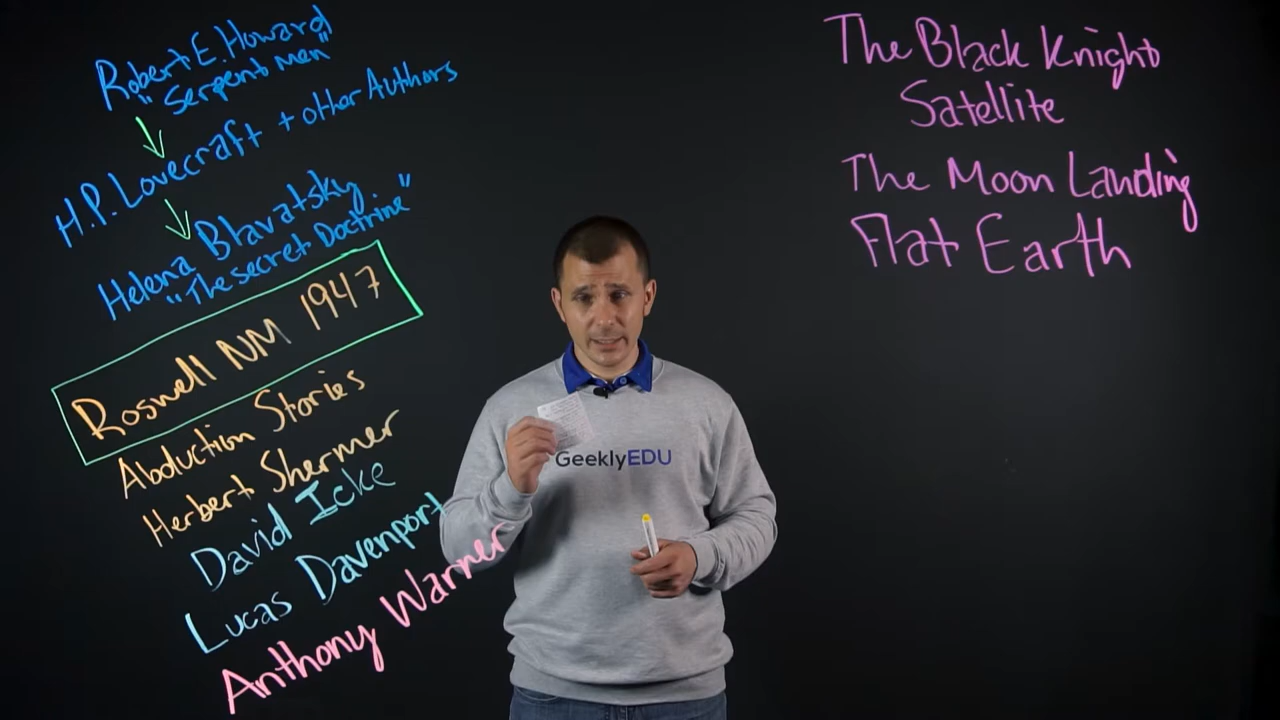 Robert E. Howard
"Serpent men"
H.P. Lovecraft + other Authors
Helena Blavatsky
"The secret Doctrine"
Roswell NM 1947
Abduction Stories
Herbert Shermer
David Icke
Lucas Davenport
Anthony Warner
The Black Knight
Satellite
The Moon Landing
Flat Earth
GeeklyEDU